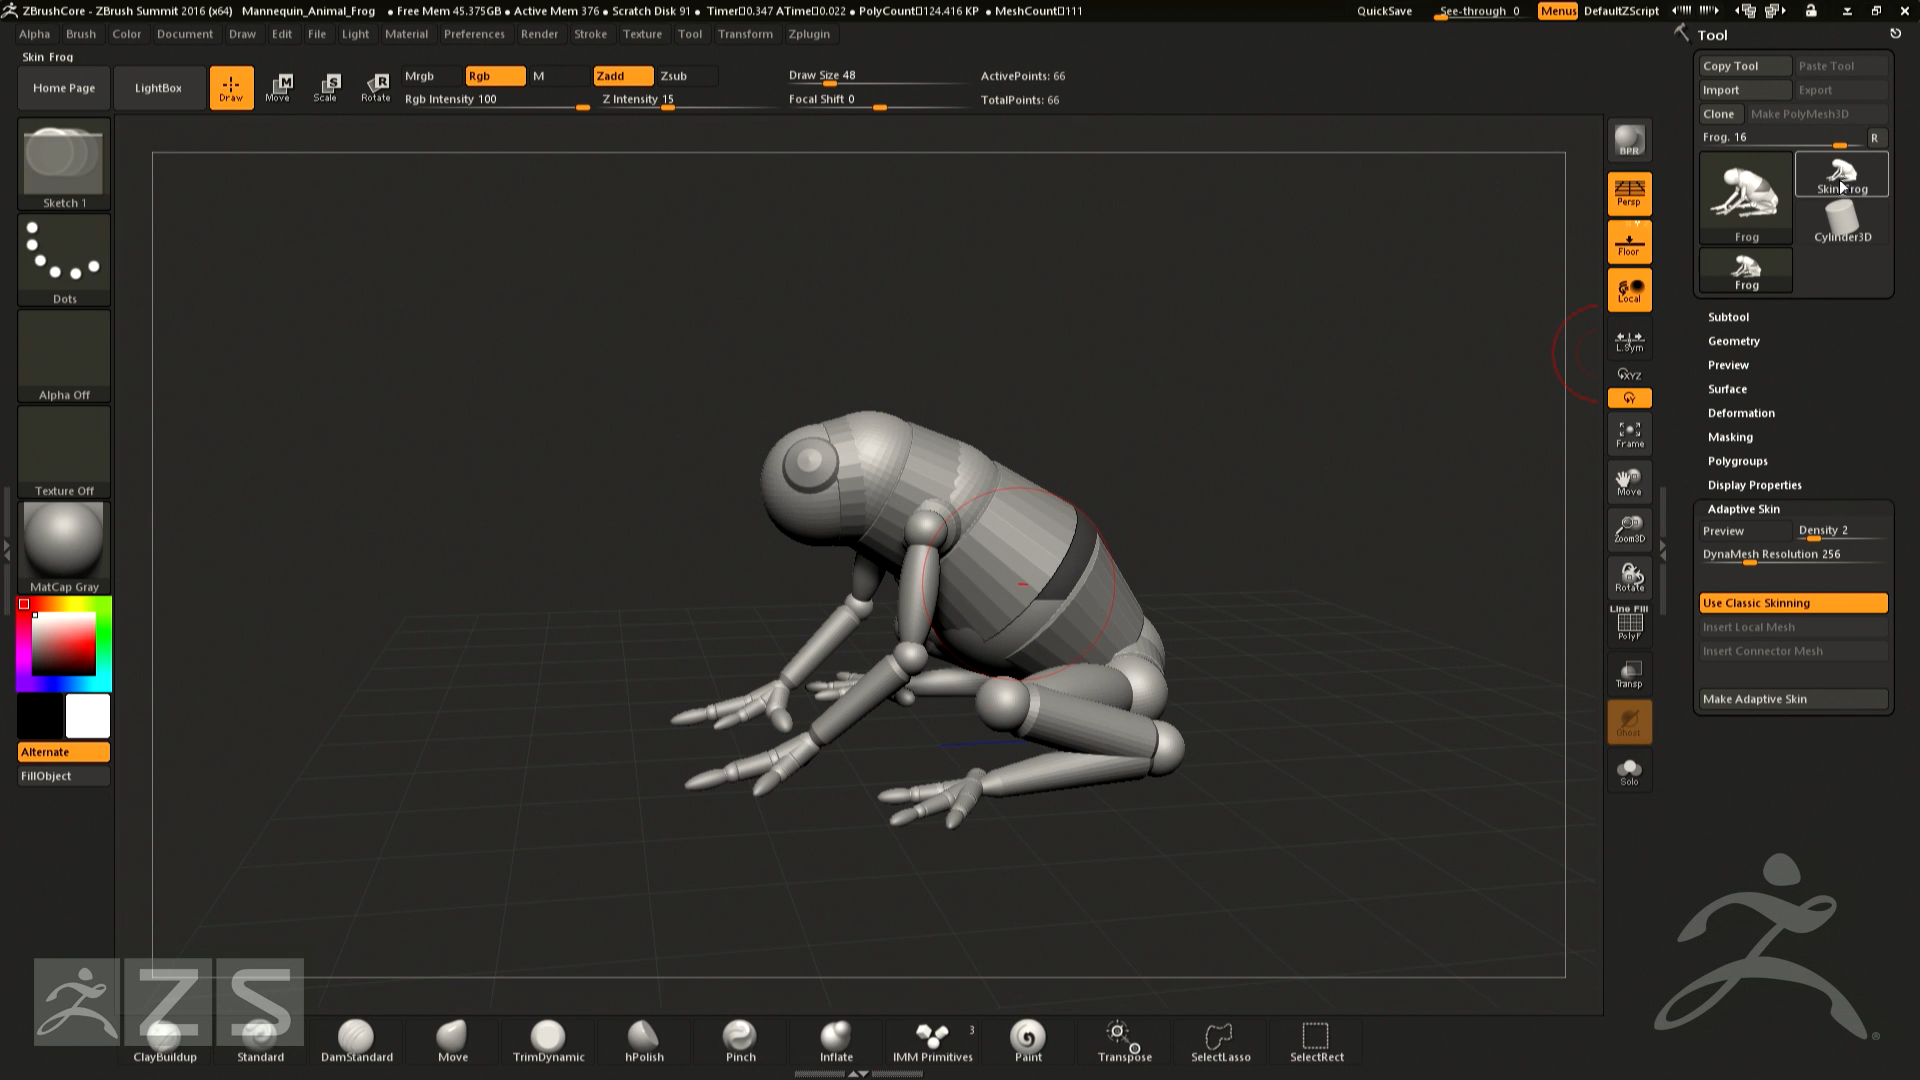 ZBrushCore - ZBrush Summit 2016 (x64) Mannequin_Animal_Frog ● Free Mem 45.375GB ● Active Mem 376 ● Scratch Disk 91 ● Timer▯0.347 ATime▯0.022 ● PolyCount▯124.416 KP ● MeshCount▯111 QuickSave See-through 0 Menus DefaultZScript
Alpha Brush Color Document Draw Edit File Light Material Preferences Render Stroke Texture Tool Transform Zplugin
Skin Frog
Home Page
LightBox
Draw
M
Move
S
Scale
R
Rotate
Mrgb Rgb M Zadd Zsub
Rgb Intensity 100 Z Intensity 15
Draw Size 48
Focal Shift 0
ActivePoints: 66
TotalPoints: 66
Sketch 1
Dots
Alpha Off
Texture Off
MatCap Gray
Alternate
FillObject
BPR
Persp
Floor
Local
L.Sym
XYZ
Y
Frame
Move
Zoom3D
Rotate
Line Fill
PolyF
Transp
Ghost
Solo
Tool
Copy Tool Paste Tool
Import Export
Clone Make PolyMesh3D
Frog. 16 R
Frog
Skin Frog
Cylinder3D
Frog
Subtool
Geometry
Preview
Surface
Deformation
Masking
Polygroups
Display Properties
Adaptive Skin
Preview Density 2
DynaMesh Resolution 256
Use Classic Skinning
Insert Local Mesh
Insert Connector Mesh
Make Adaptive Skin
ZS
3
ClayBuildup Standard DamStandard Move TrimDynamic hPolish Pinch Inflate IMM Primitives Paint Transpose SelectLasso SelectRect